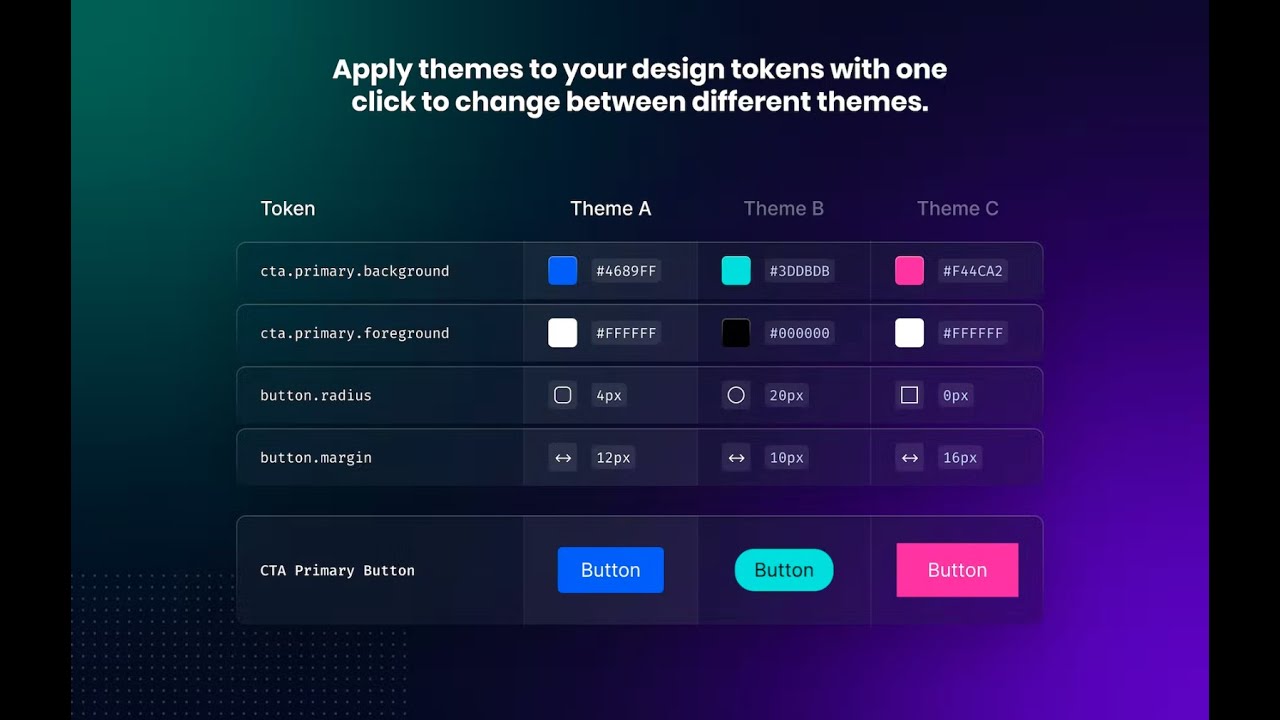 Apply themes to your design tokens with one
click to change between different themes.
Token Theme A Theme B Theme C
cta.primary.background #4689FF #3DDBDB #F44CA2
cta.primary.foreground #FFFFFF #000000 #FFFFFF
button.radius 4px 20px 0px
button.margin 12px 10px 16px
CTA Primary Button Button Button Button